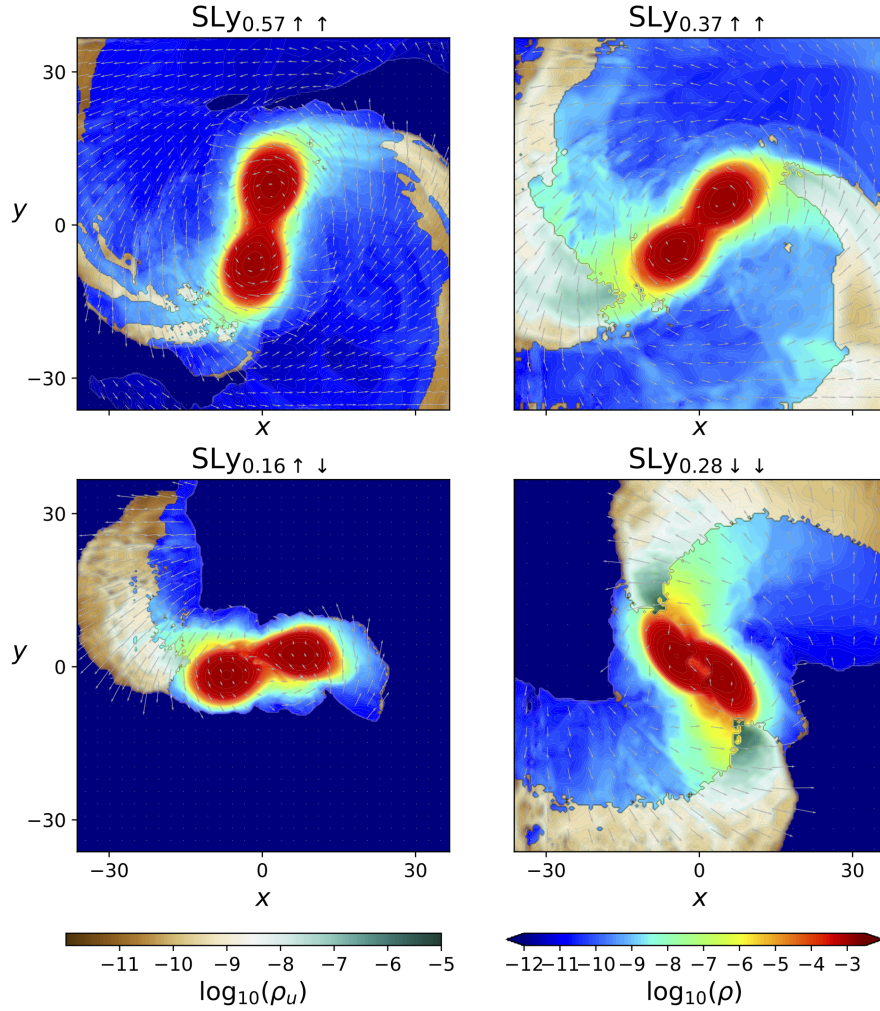 SLy0.57↑ ↑
SLy0.37↑ ↑
30
0
−30
y
x
x
SLy0.16↑ ↓
SLy0.28↓ ↓
30
0
−30
y
−30 0 30
−30 0 30
x
x
−11 −10 −9 −8 −7 −6 −5
log10(ρu)
−12 −11 −10 −9 −8 −7 −6 −5 −4 −3
log10(ρ)